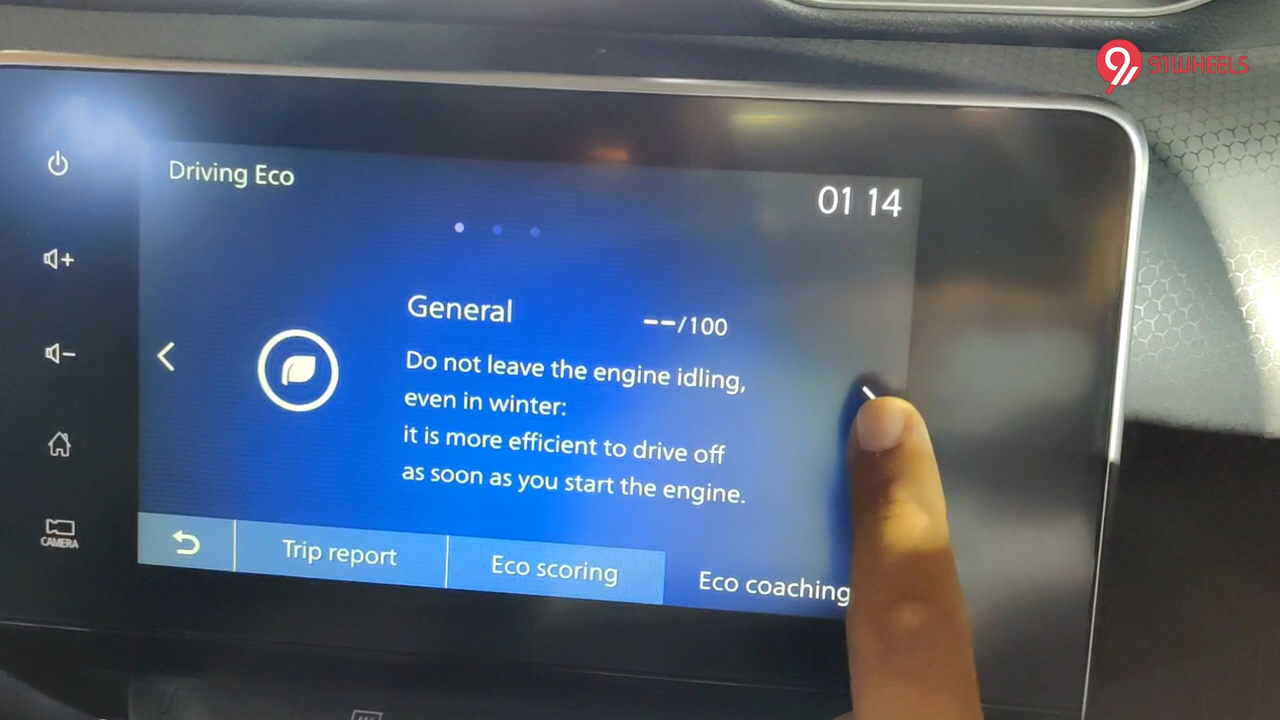 91WHEELS
Driving Eco
01 14
General
--/100
Do not leave the engine idling,
even in winter:
it is more efficient to drive off
as soon as you start the engine.
CAMERA
Trip report
Eco scoring
Eco coaching